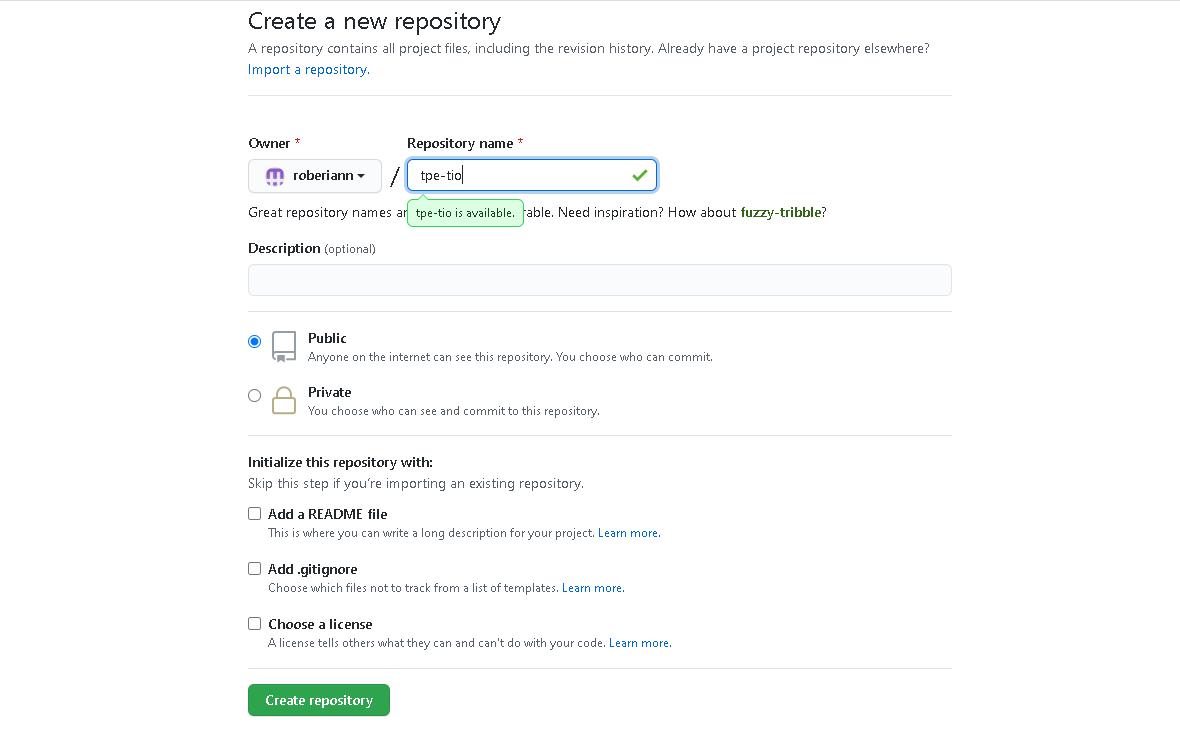 Create a new repository
A repository contains all project files, including the revision history. Already have a project repository elsewhere?
Import a repository.
Owner *
Repository name *
roberiann
/
tpe-tio
Great repository names ar rable. Need inspiration? How about fuzzy-tribble?
tpe-tio is available.
Description (optional)
Public
Anyone on the internet can see this repository. You choose who can commit.
Private
You choose who can see and commit to this repository.
Initialize this repository with:
Skip this step if you're importing an existing repository.
Add a README file
This is where you can write a long description for your project. Learn more.
Add .gitignore
Choose which files not to track from a list of templates. Learn more.
Choose a license
A license tells others what they can and can't do with your code. Learn more.
Create repository